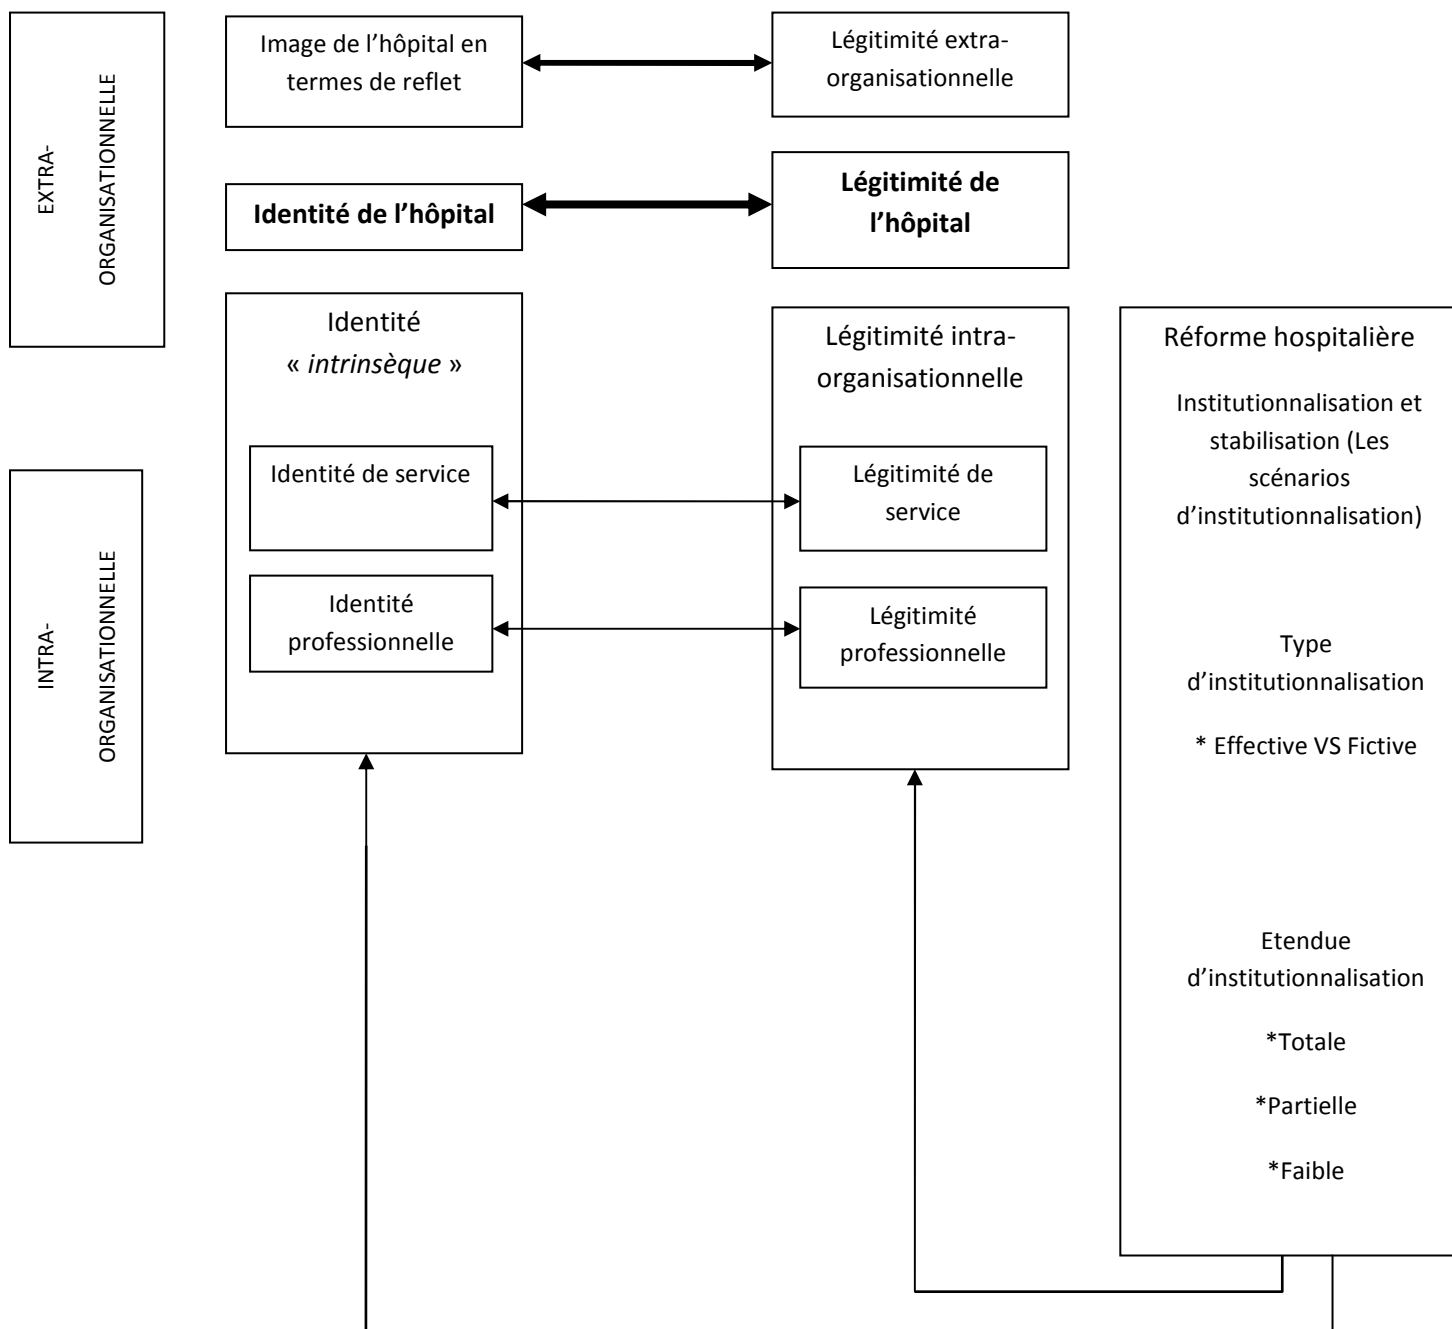 EXTRA-
ORGANISATIONNELLE
Image de l’hôpital en
termes de reflet
Légitimité extra-
organisationnelle
Identité de l’hôpital
Légitimité de
l’hôpital
INTRA-
ORGANISATIONNELLE
Identité
« intrinsèque »
Identité de service
Identité
professionnelle
Légitimité intra-
organisationnelle
Légitimité de
service
Légitimité
professionnelle
Réforme hospitalière
Institutionnalisation et
stabilisation (Les
scénarios
d’institutionnalisation)
Type
d’institutionnalisation
* Effective VS Fictive
Etendue
d’institutionnalisation
*Totale
*Partielle
*Faible